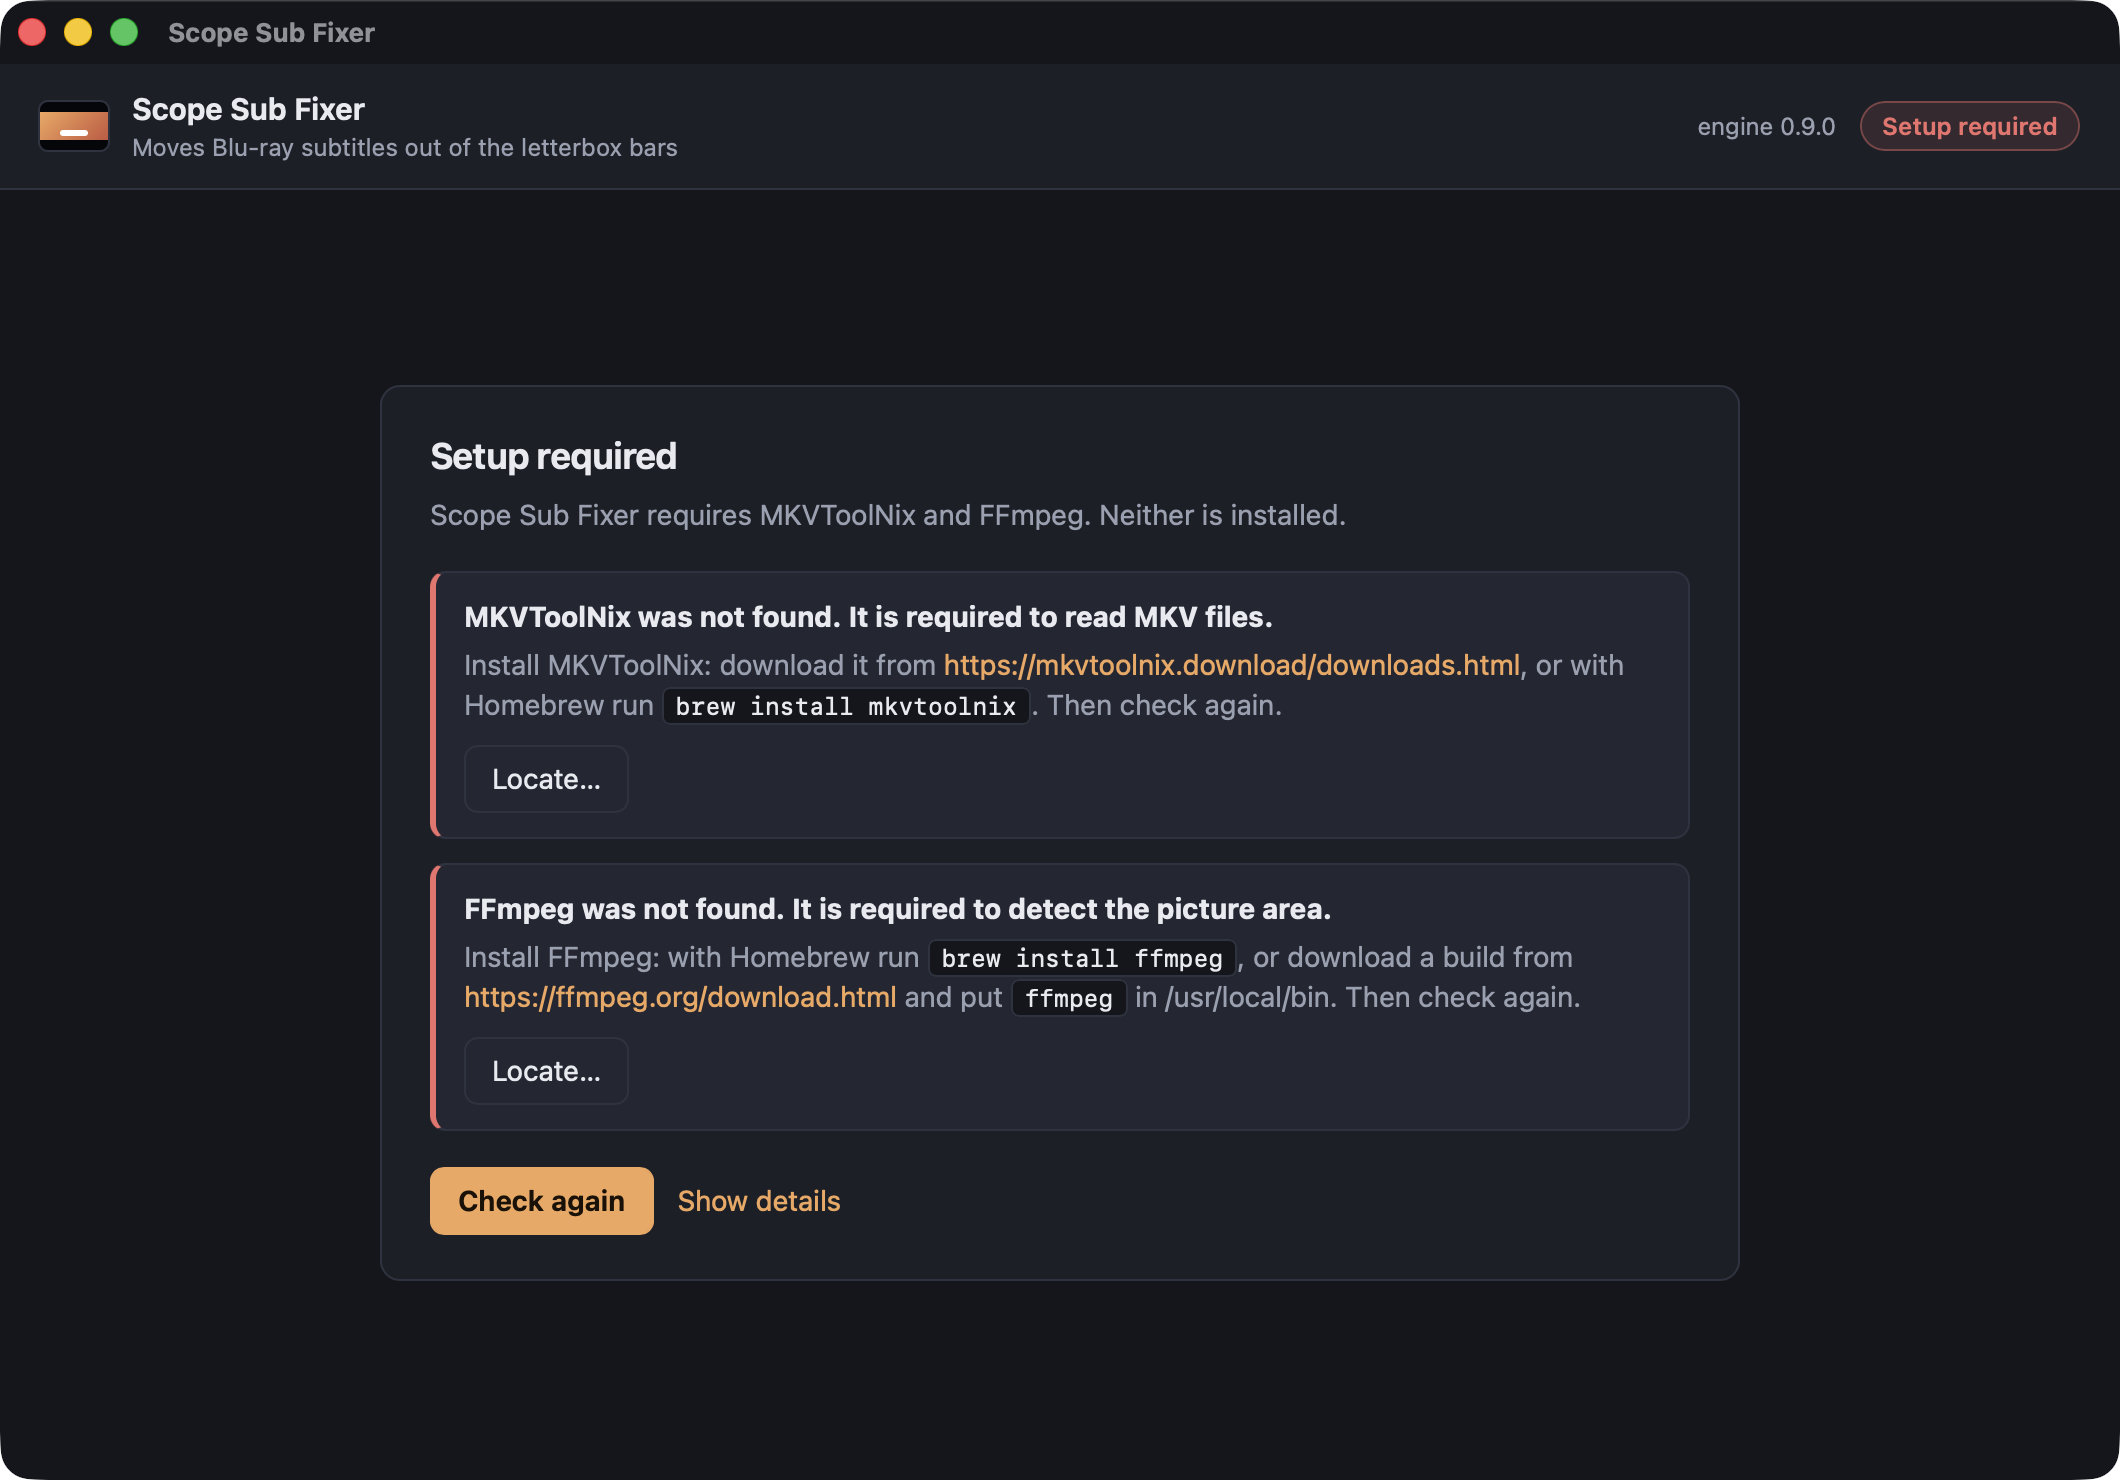 Scope Sub Fixer
Scope Sub Fixer
Moves Blu-ray subtitles out of the letterbox bars
engine 0.9.0
Setup required
Setup required
Scope Sub Fixer requires MKVToolNix and FFmpeg. Neither is installed.
MKVToolNix was not found. It is required to read MKV files.
Install MKVToolNix: download it from https://mkvtoolnix.download/downloads.html, or with
Homebrew run brew install mkvtoolnix. Then check again.
Locate...
FFmpeg was not found. It is required to detect the picture area.
Install FFmpeg: with Homebrew run brew install ffmpeg, or download a build from
https://ffmpeg.org/download.html and put ffmpeg in /usr/local/bin. Then check again.
Locate...
Check again
Show details